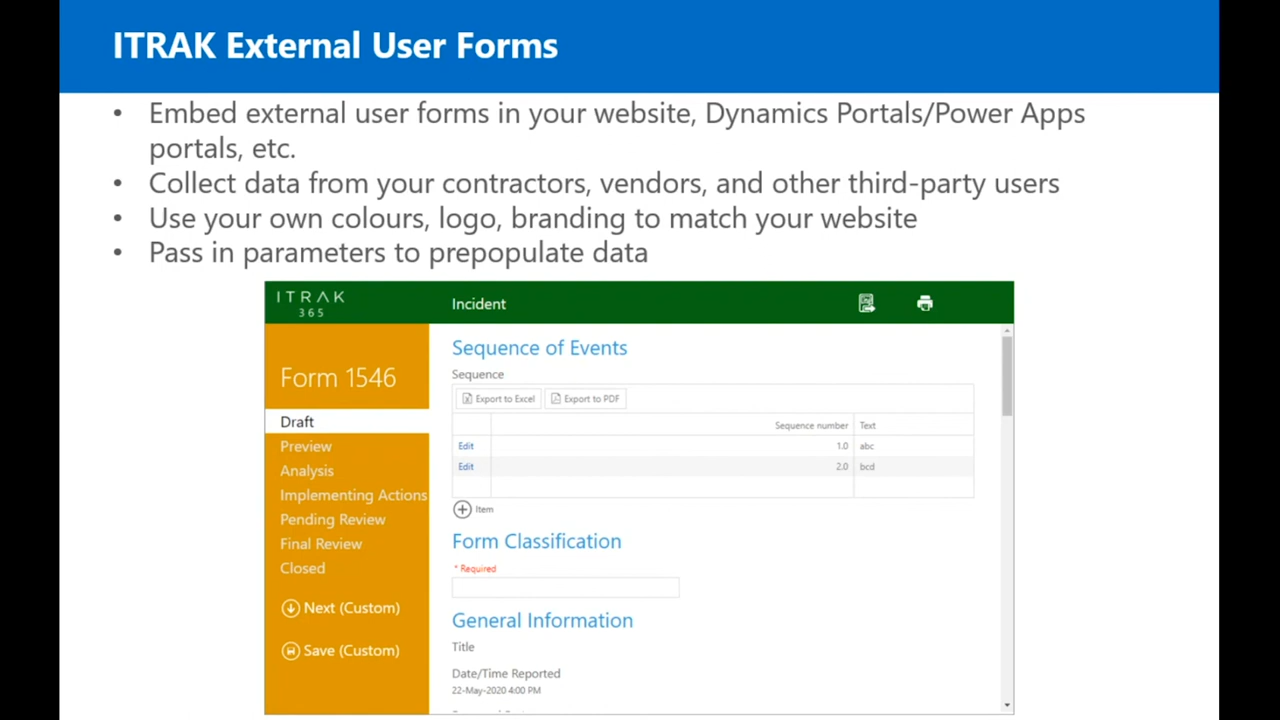 ITRAK External User Forms
• Embed external user forms in your website, Dynamics Portals/Power Apps
portals, etc.
• Collect data from your contractors, vendors, and other third-party users
• Use your own colours, logo, branding to match your website
• Pass in parameters to prepopulate data
ITRAK
365
Incident
Form 1546
Draft
Preview
Analysis
Implementing Actions
Pending Review
Final Review
Closed
Next (Custom)
Save (Custom)
Sequence of Events
Sequence
Export to Excel Export to PDF
Sequence number Text
Edit 1.0 abc
Edit 2.0 bcd
Item
Form Classification
* Required
General Information
Title
Date/Time Reported
22-May-2020 4:00 PM